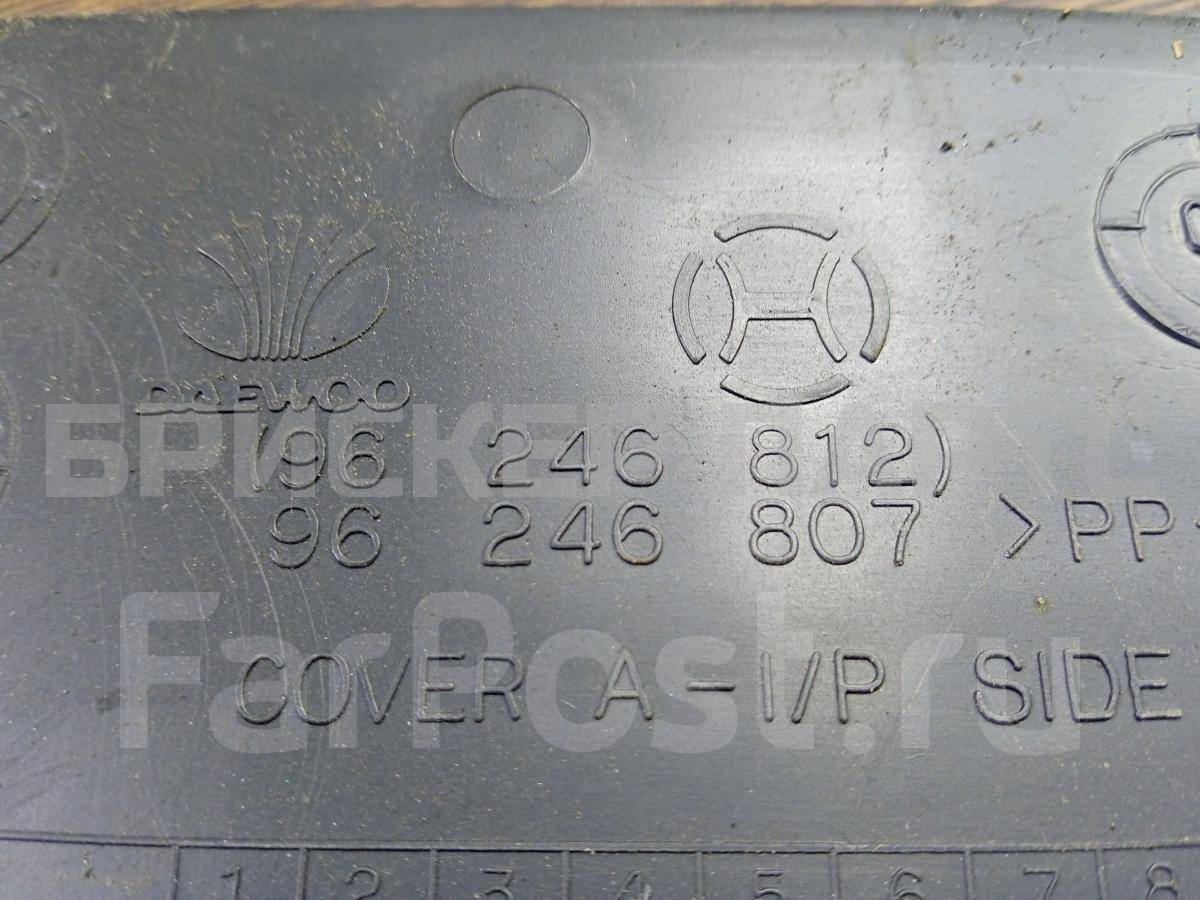 DAEWOO
БРИСКЕТ
(96 246 812)
96 246 807 >PP
FarPost.ru
COVER A-I/P SIDE
1 2 3 4 5 6 7 8